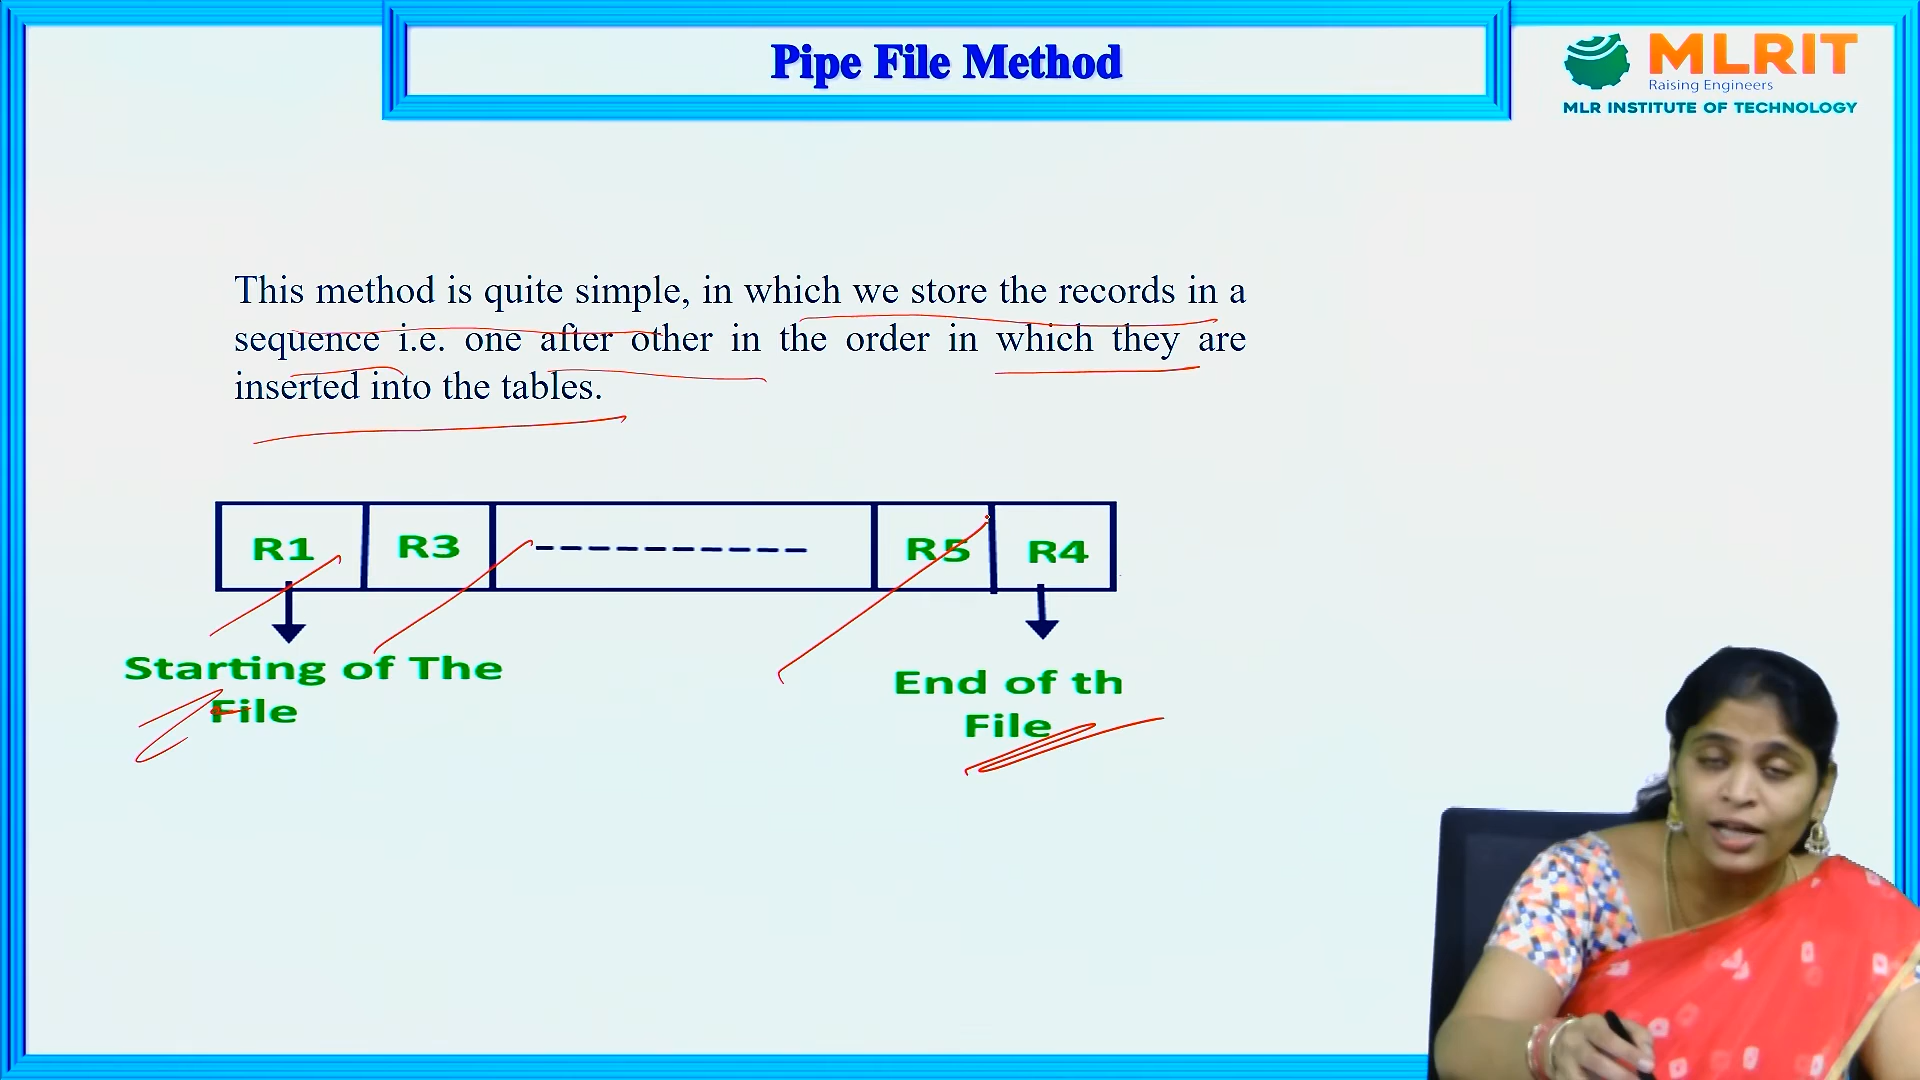 Pipe File Method
MLRIT
Raising Engineers
MLR INSTITUTE OF TECHNOLOGY
This method is quite simple, in which we store the records in a
sequence i.e. one after other in the order in which they are
inserted into the tables.
R1 R3 ---------- R5 R4
Starting of The
File
End of th
File